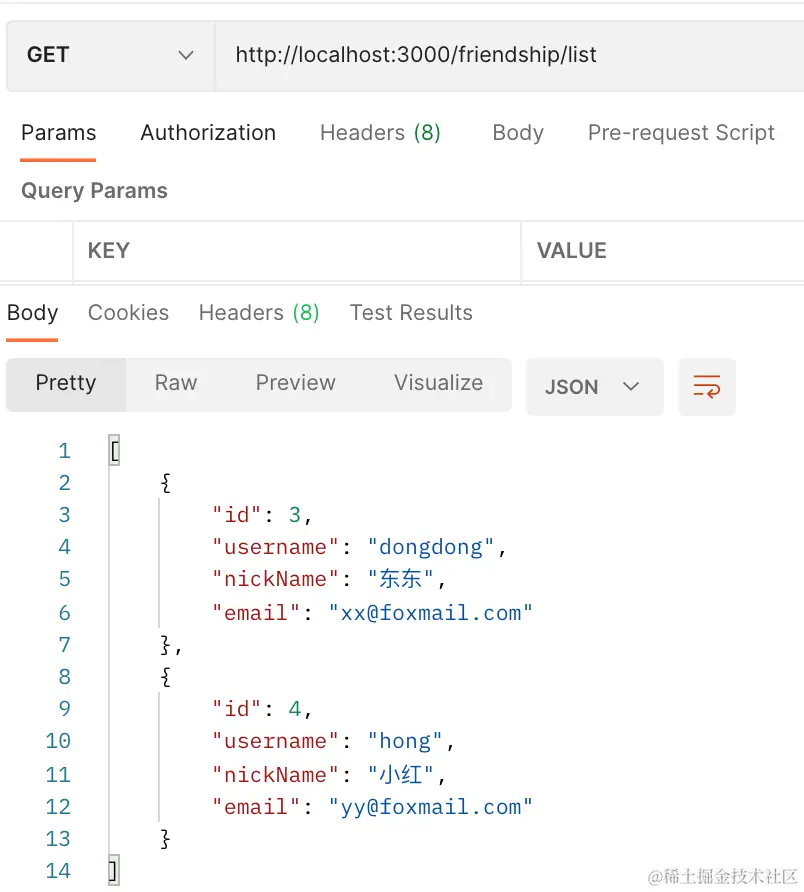 GET http://localhost:3000/friendship/list
Params Authorization Headers (8) Body Pre-request Script
Query Params
KEY VALUE
Body Cookies Headers (8) Test Results
Pretty Raw Preview Visualize JSON
1 [
2 {
3 "id": 3,
4 "username": "dongdong",
5 "nickName": "东东",
6 "email": "xx@foxmail.com"
7 },
8 {
9 "id": 4,
10 "username": "hong",
11 "nickName": "小红",
12 "email": "yy@foxmail.com"
13 }
14 ]
@稀土掘金技术社区